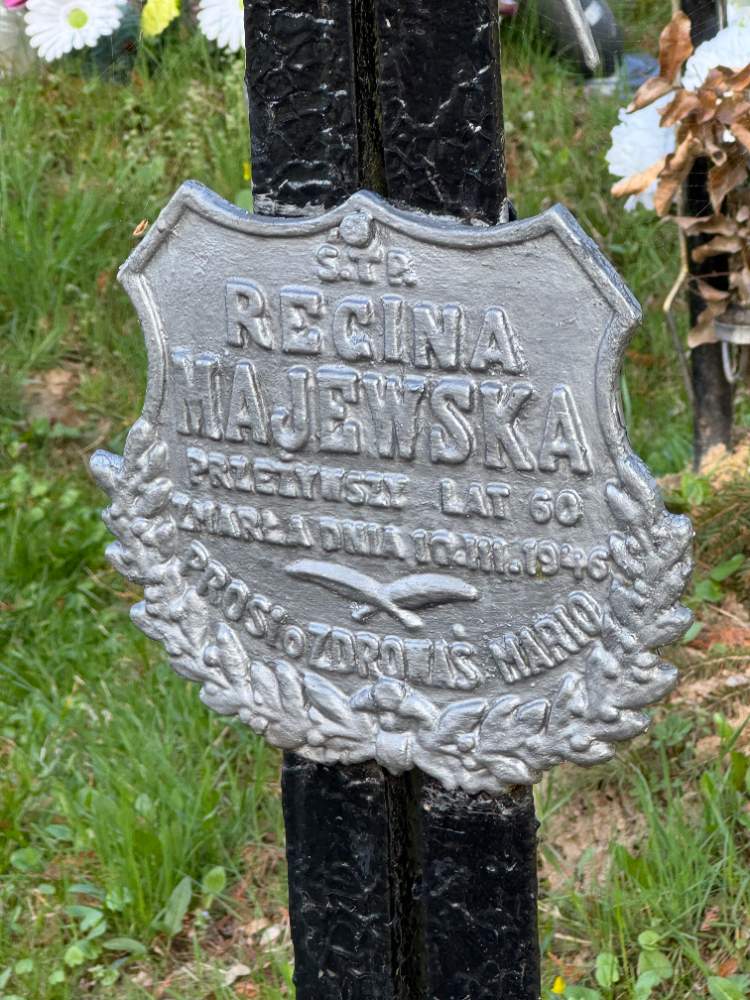 Ś.†P.
REGINA
MAJEWSKA
PRZEŻYWSZY LAT 60
ZMARŁA DNIA 10.III.1946
PROSI O ZDROWAŚ MARIO